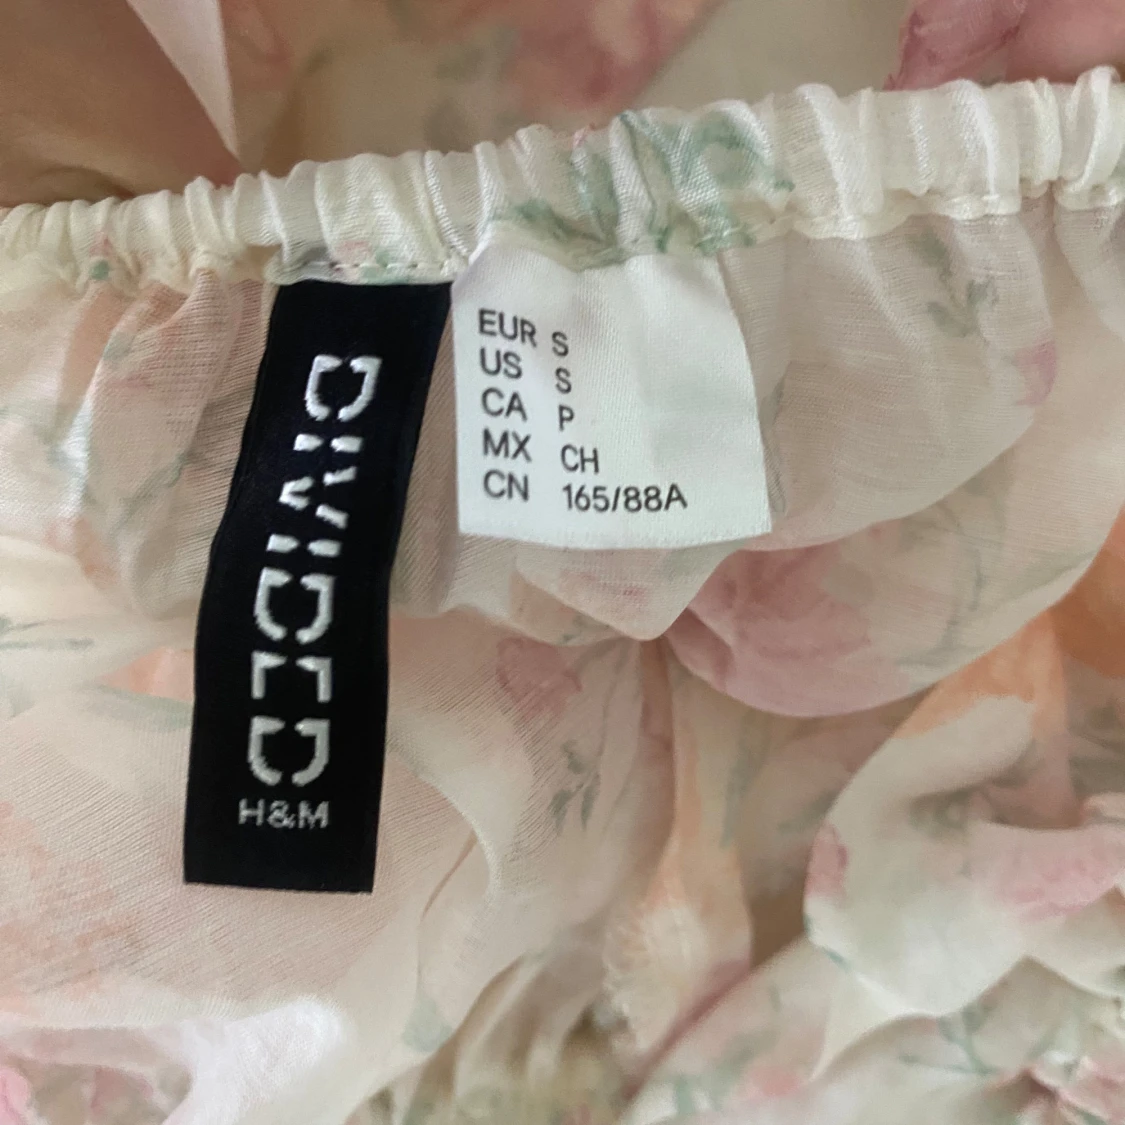 DIVIDED
H&M
EUR S
US S
CA P
MX CH
CN 165/88A